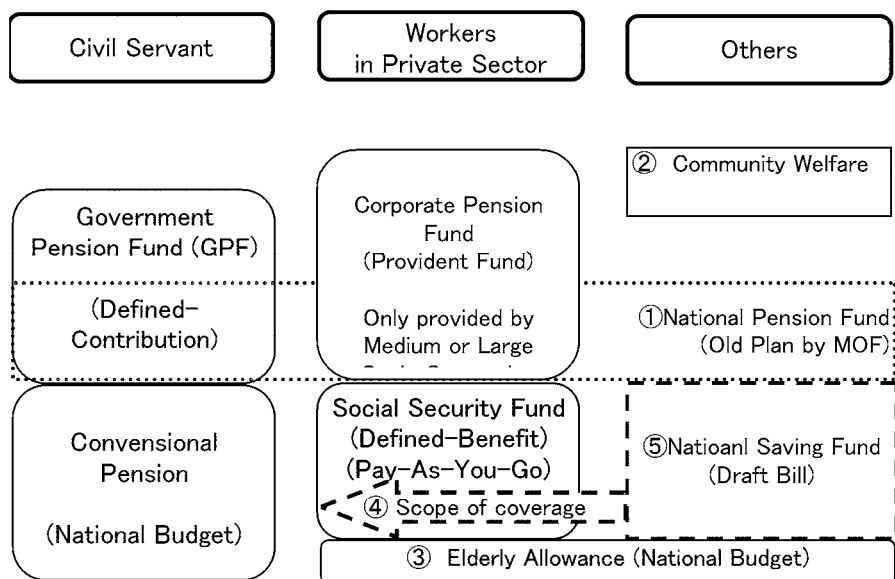 Civil Servant
Workers
in Private Sector
Others
② Community Welfare
Government
Pension Fund (GPF)
(Defined-
Contribution)
Corporate Pension
Fund
(Provident Fund)
Only provided by
Medium or Large
①National Pension Fund
(Old Plan by MOF)
Convensional
Pension
(National Budget)
Social Security Fund
(Defined-Benefit)
(Pay-As-You-Go)
④ Scope of coverage
⑤Natioanl Saving Fund
(Draft Bill)
③ Elderly Allowance (National Budget)